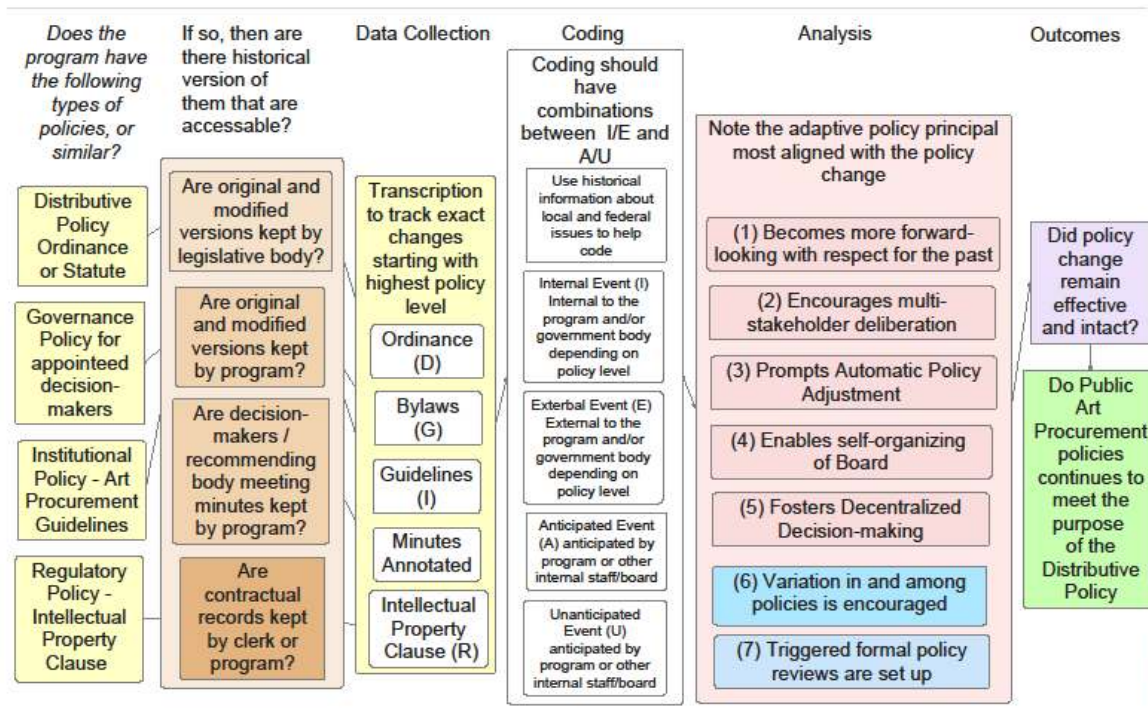 Does the
program have
the following
types of
policies, or
similar?
If so, then are
there historical
version of
them that are
accessable?
Data Collection
Coding
Analysis
Outcomes
Distributive
Policy
Ordinance
or Statute
Governance
Policy for
appointeed
decision-
makers
Institutional
Policy - Art
Procurement
Guidelines
Regulatory
Policy -
Intellectual
Property
Clause
Are original and
modified
versions kept by
legislative body?
Are original
and modified
versions kept
by program?
Are decision-
makers /
recommending
body meeting
minutes kept
by program?
Are
contractual
records kept
by clerk or
program?
Transcription
to track exact
changes
starting with
highest policy
level
Ordinance
(D)
Bylaws
(G)
Guidelines
(I)
Minutes
Annotated
Intellectual
Property
Clause (R)
Coding should
have
combinations
between I/E and
A/U
Use historical
information about
local and federal
issues to help
code
Internal Event (I)
Internal to the
program and/or
government body
depending on
policy level
Exterbal Event (E)
External to the
program and/or
government body
depending on
policy level
Anticipated Event
(A) anticipated by
program or other
internal staff/board
Unanticipated
Event (U)
anticipated by
program or other
internal staff/board
Note the adaptive policy principal
most aligned with the policy
change
(1) Becomes more forward-
looking with respect for the past
(2) Encourages multi-
stakeholder deliberation
(3) Prompts Automatic Policy
Adjustment
(4) Enables self-organizing
of Board
(5) Fosters Decentralized
Decision-making
(6) Variation in and among
policies is encouraged
(7) Triggered formal policy
reviews are set up
Did policy
change
remain
effective
and intact?
Do Public
Art
Procurement
policies
continues to
meet the
purpose
of the
Distributive
Policy